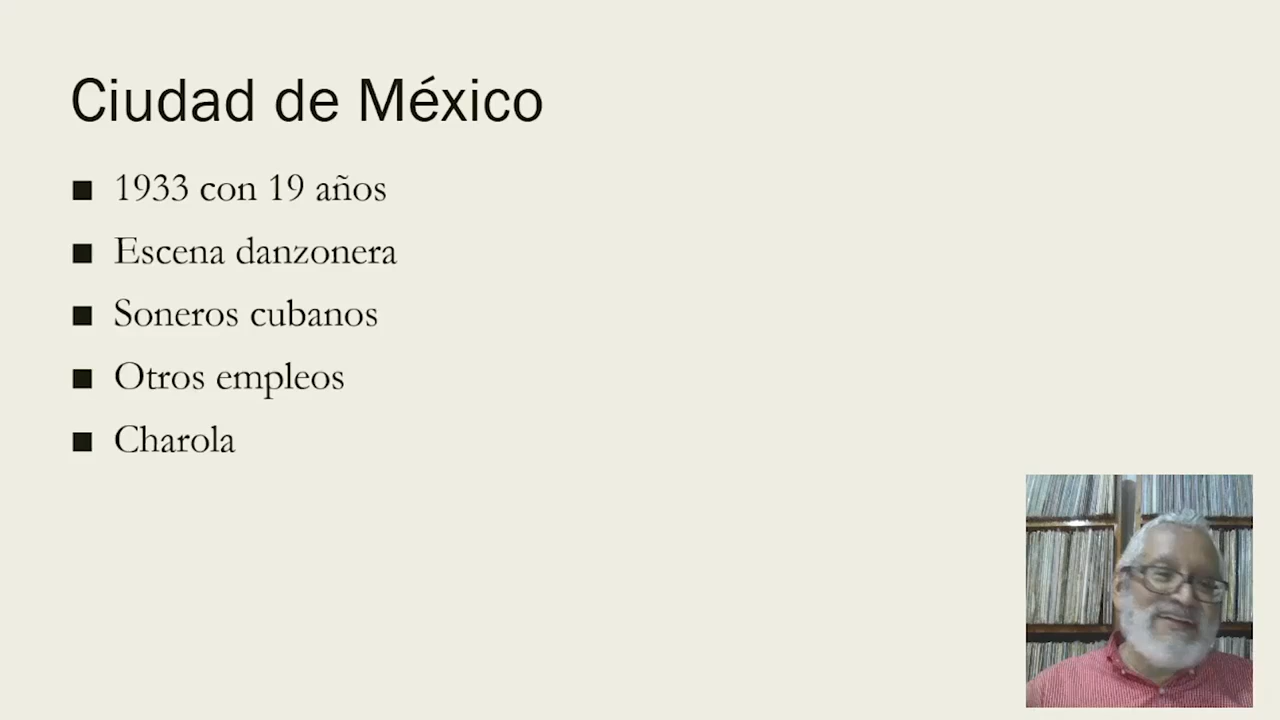 Ciudad de México
■ 1933 con 19 años
■ Escena danzonera
■ Soneros cubanos
■ Otros empleos
■ Charola